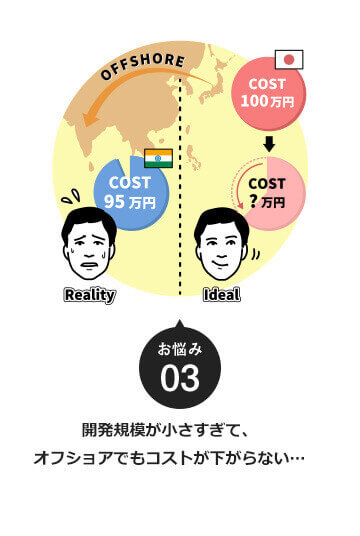 OFFSHORE
COST
100万円
COST
95万円
COST
?万円
Reality
Ideal
お悩み
03
開発規模が小さすぎて、
オフショアでもコストが下がらない…